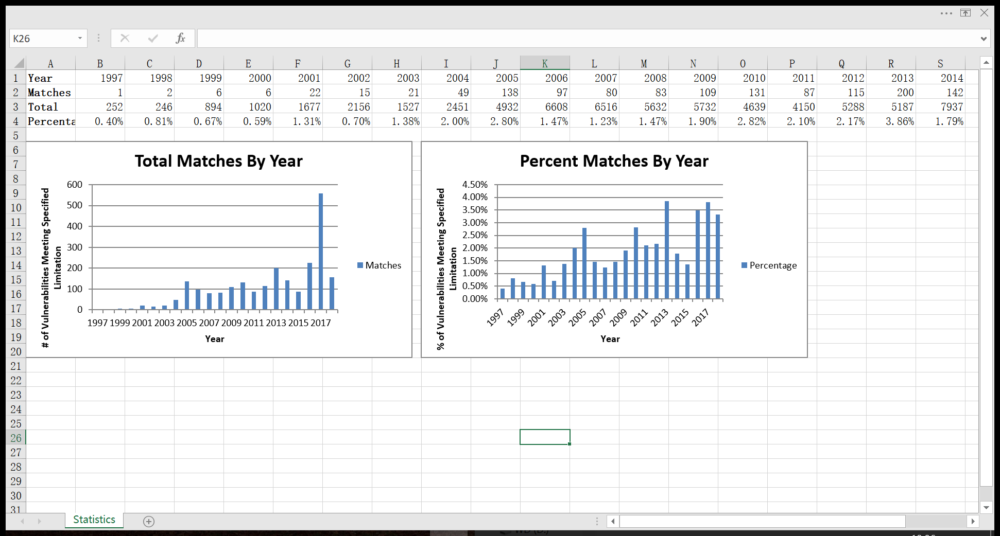 K26
fx
A B C D E F G H I J K L M N O P Q R S
1 Year 1997 1998 1999 2000 2001 2002 2003 2004 2005 2006 2007 2008 2009 2010 2011 2012 2013 2014
2 Matches 1 2 6 6 22 15 21 49 138 97 80 83 109 131 87 115 200 142
3 Total 252 246 894 1020 1677 2156 1527 2451 4932 6608 6516 5632 5732 4639 4150 5288 5187 7937
4 Percenta 0.40% 0.81% 0.67% 0.59% 1.31% 0.70% 1.38% 2.00% 2.80% 1.47% 1.23% 1.47% 1.90% 2.82% 2.10% 2.17% 3.86% 1.79%
5
6
7
8
9
10
11
12
13
14
15
16
17
18
19
20
21
22
23
24
25
26
27
28
29
30
31
Total Matches By Year
# of Vulnerabilities Meeting Specified
Limitation
600
500
400
300
200
100
0
1997 1999 2001 2003 2005 2007 2009 2011 2013 2015 2017
Year
Matches
Percent Matches By Year
% of Vulnerabilities Meeting Specified
Limitation
4.50%
4.00%
3.50%
3.00%
2.50%
2.00%
1.50%
1.00%
0.50%
0.00%
1997 1999 2001 2003 2005 2007 2009 2011 2013 2015 2017
Year
Percentage
Statistics